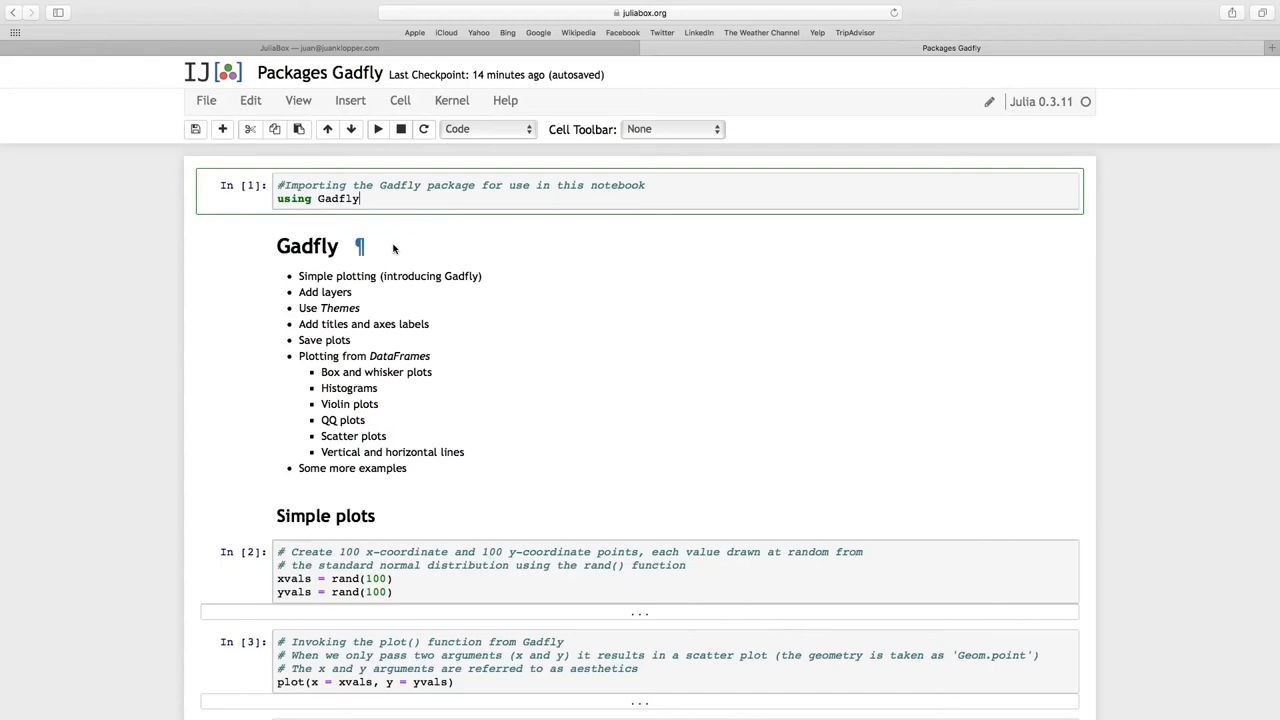 juliabox.org
Apple iCloud Yahoo Bing Google Wikipedia Facebook Twitter LinkedIn The Weather Channel Yelp TripAdvisor
JuliaBox — juan@juanklopper.com
Packages Gadfly
IJ Packages Gadfly Last Checkpoint: 14 minutes ago (autosaved)
File Edit View Insert Cell Kernel Help
Julia 0.3.11
Code Cell Toolbar: None
In [1]: #Importing the Gadfly package for use in this notebook
using Gadfly
Gadfly ¶
• Simple plotting (introducing Gadfly)
• Add layers
• Use Themes
• Add titles and axes labels
• Save plots
• Plotting from DataFrames
▪ Box and whisker plots
▪ Histograms
▪ Violin plots
▪ QQ plots
▪ Scatter plots
▪ Vertical and horizontal lines
• Some more examples
Simple plots
In [2]: # Create 100 x-coordinate and 100 y-coordinate points, each value drawn at random from
# the standard normal distribution using the rand() function
xvals = rand(100)
yvals = rand(100)
...
In [3]: # Invoking the plot() function from Gadfly
# When we only pass two arguments (x and y) it results in a scatter plot (the geometry is taken as 'Geom.point')
# The x and y arguments are referred to as aesthetics
plot(x = xvals, y = yvals)
...